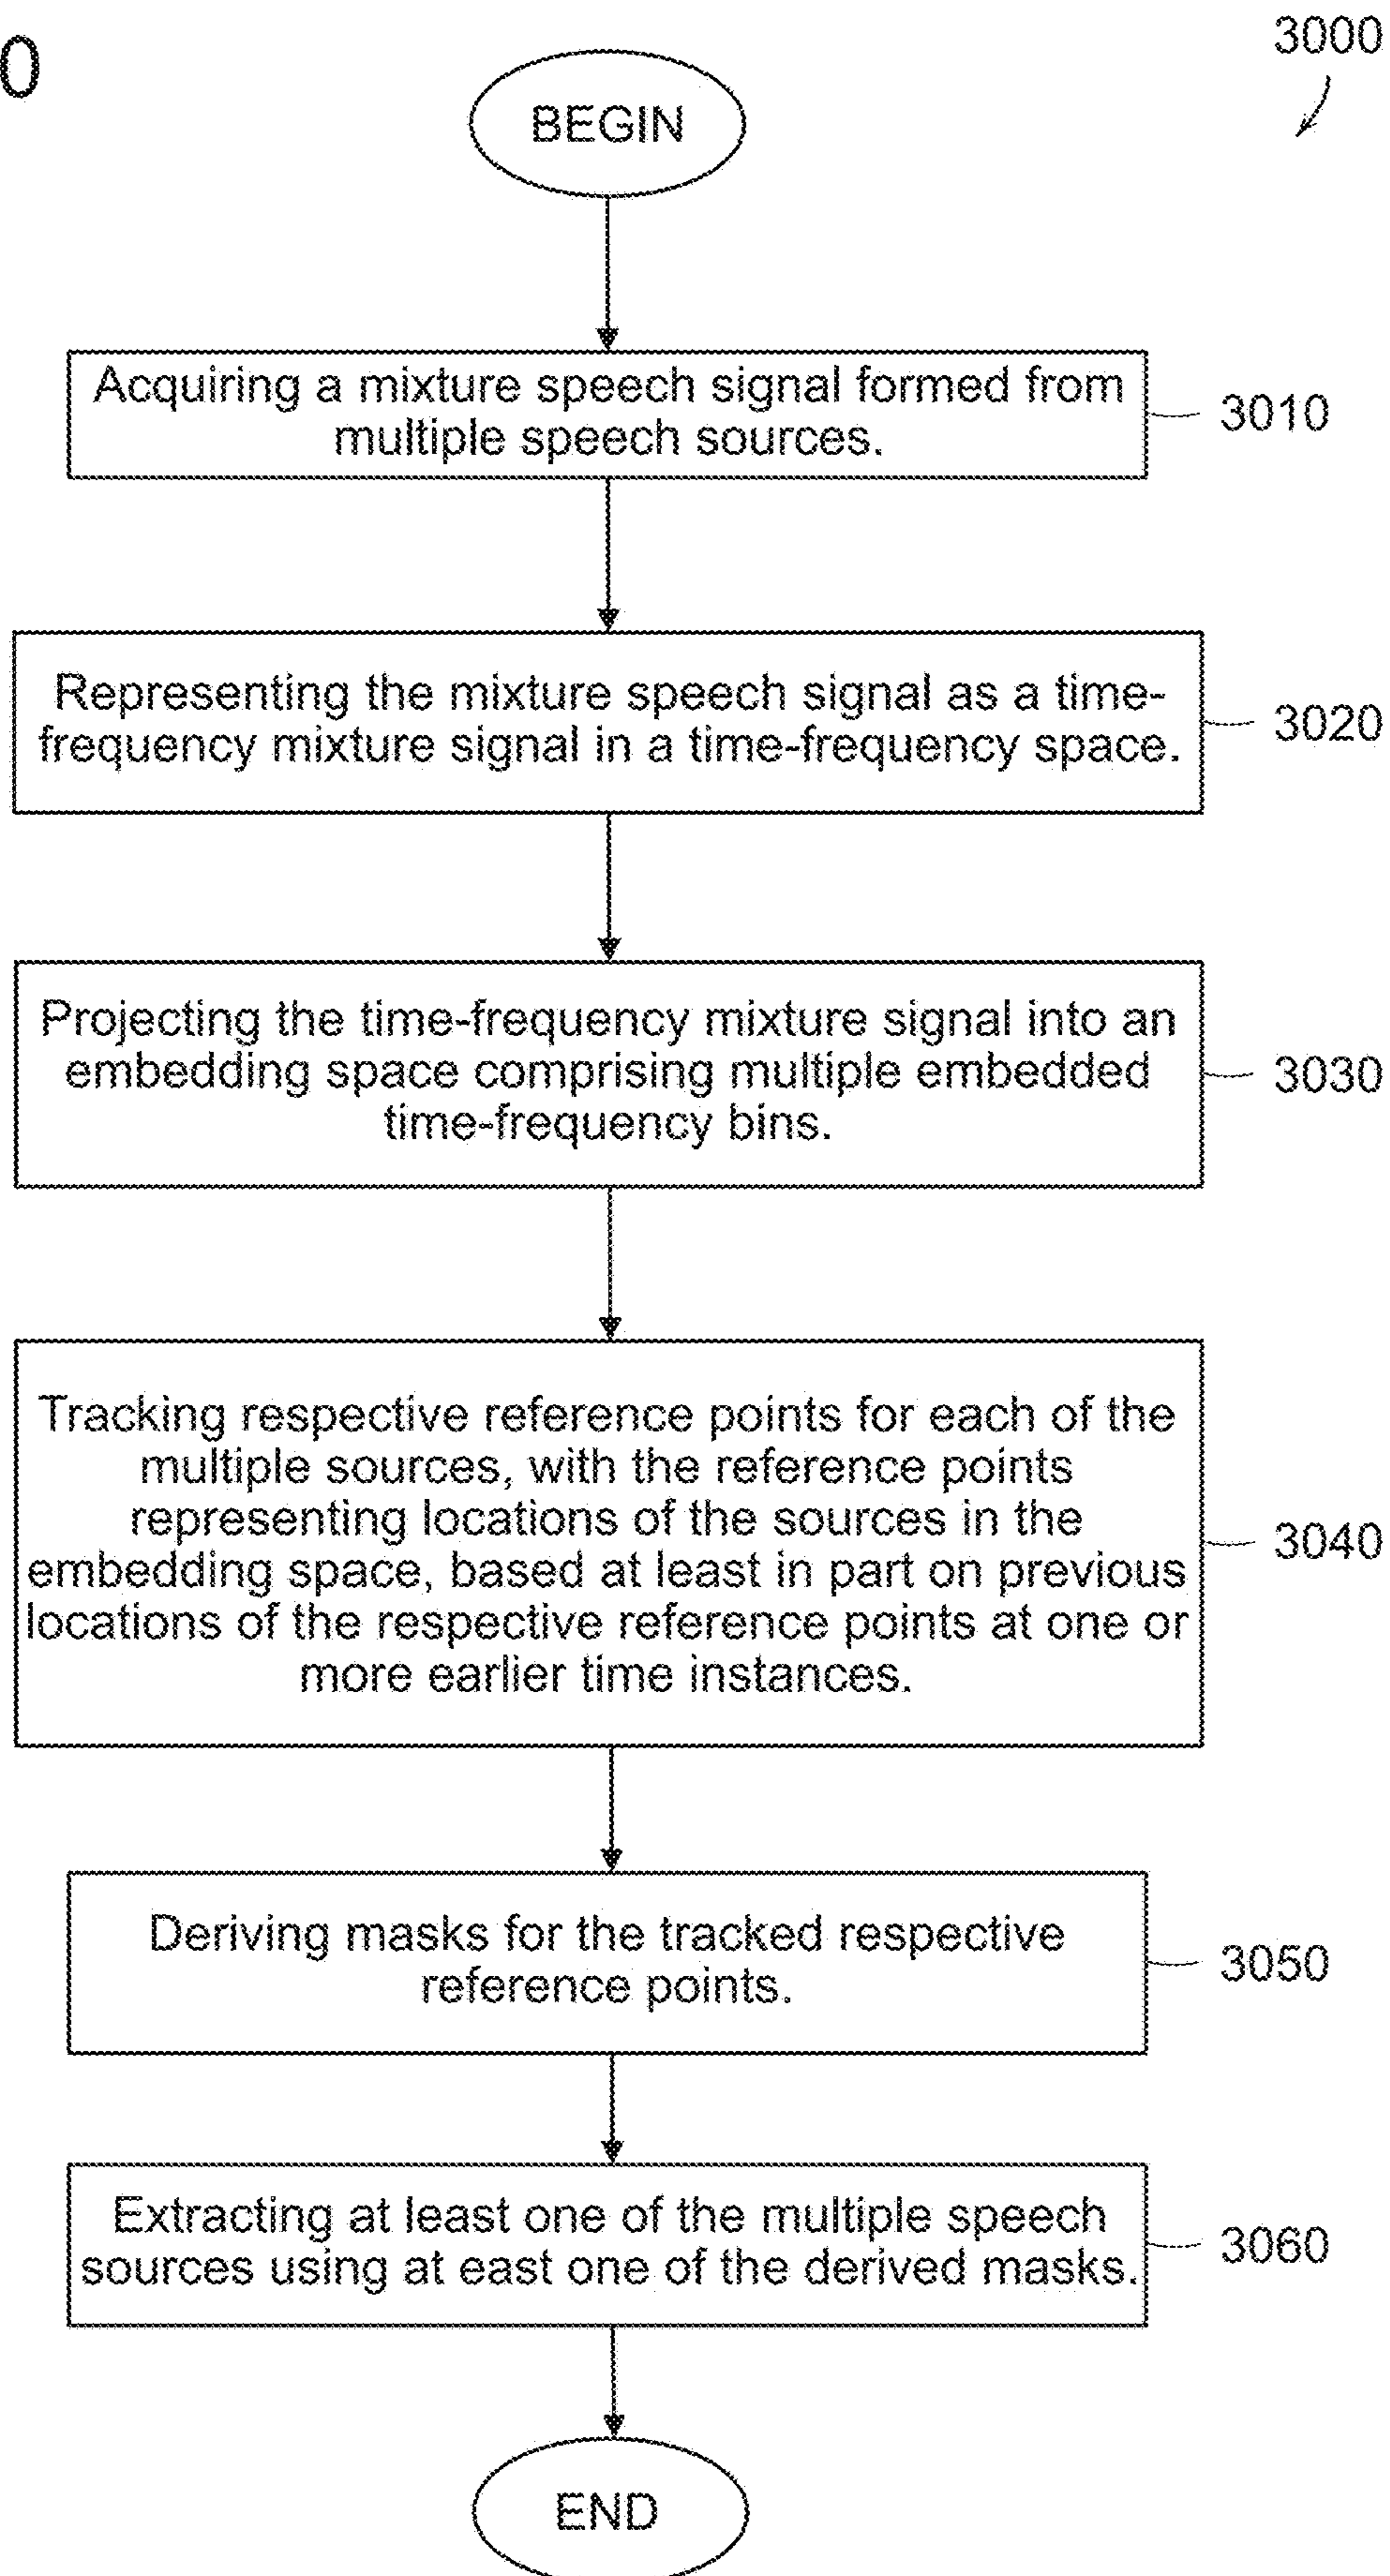 0
3000
BEGIN
Acquiring a mixture speech signal formed from
multiple speech sources.
3010
Representing the mixture speech signal as a time-
frequency mixture signal in a time-frequency space.
3020
Projecting the time-frequency mixture signal into an
embedding space comprising multiple embedded
time-frequency bins.
3030
Tracking respective reference points for each of the
multiple sources, with the reference points
representing locations of the sources in the
embedding space, based at least in part on previous
locations of the respective reference points at one or
more earlier time instances.
3040
Deriving masks for the tracked respective
reference points.
3050
Extracting at least one of the multiple speech
sources using at east one of the derived masks.
3060
END